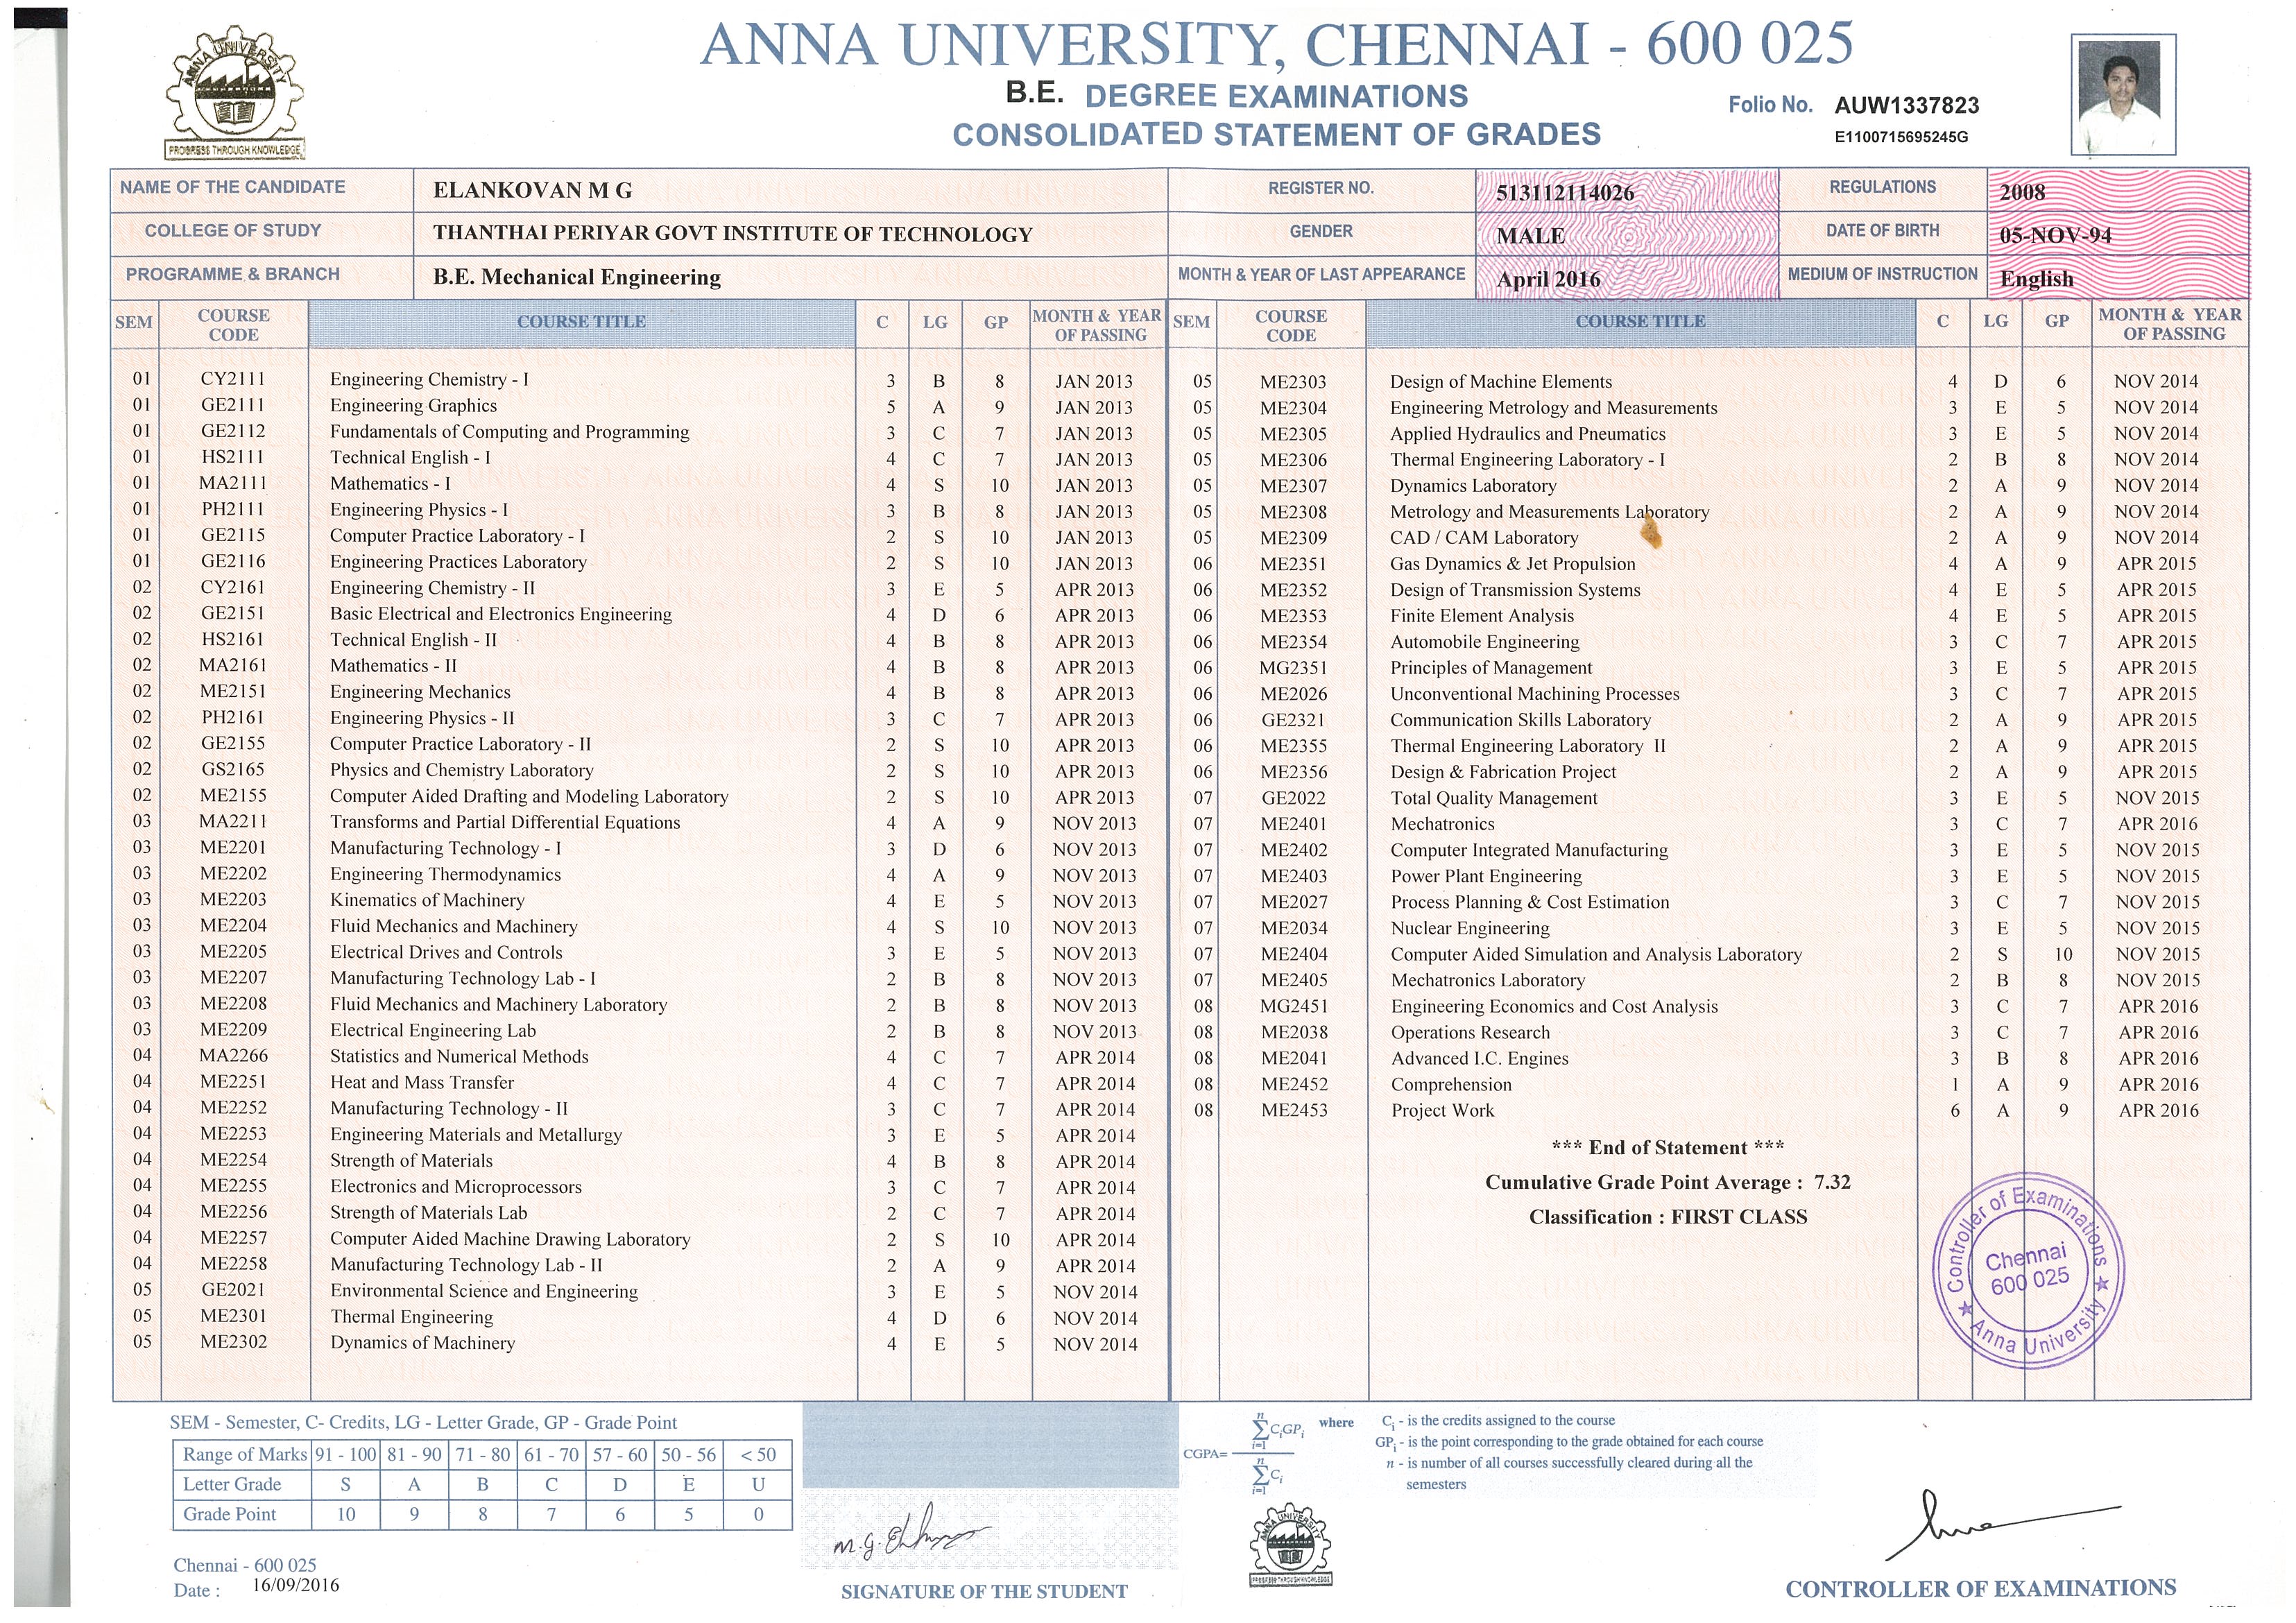 ANNA UNIVERSITY
PROGRESS THROUGH KNOWLEDGE
ANNA UNIVERSITY, CHENNAI - 600 025
B.E. DEGREE EXAMINATIONS
CONSOLIDATED STATEMENT OF GRADES
Folio No. AUW1337823
E1100715695245G
NAME OF THE CANDIDATE ELANKOVAN M G REGISTER NO. 513112114026 REGULATIONS 2008
COLLEGE OF STUDY THANTHAI PERIYAR GOVT INSTITUTE OF TECHNOLOGY GENDER MALE DATE OF BIRTH 05-NOV-94
PROGRAMME & BRANCH B.E. Mechanical Engineering MONTH & YEAR OF LAST APPEARANCE April 2016 MEDIUM OF INSTRUCTION English
SEM COURSE CODE COURSE TITLE C LG GP MONTH & YEAR OF PASSING
01 CY2111 Engineering Chemistry - I 3 B 8 JAN 2013
01 GE2111 Engineering Graphics 5 A 9 JAN 2013
01 GE2112 Fundamentals of Computing and Programming 3 C 7 JAN 2013
01 HS2111 Technical English - I 4 C 7 JAN 2013
01 MA2111 Mathematics - I 4 S 10 JAN 2013
01 PH2111 Engineering Physics - I 3 B 8 JAN 2013
01 GE2115 Computer Practice Laboratory - I 2 S 10 JAN 2013
01 GE2116 Engineering Practices Laboratory 2 S 10 JAN 2013
02 CY2161 Engineering Chemistry - II 3 E 5 APR 2013
02 GE2151 Basic Electrical and Electronics Engineering 4 D 6 APR 2013
02 HS2161 Technical English - II 4 B 8 APR 2013
02 MA2161 Mathematics - II 4 B 8 APR 2013
02 ME2151 Engineering Mechanics 4 B 8 APR 2013
02 PH2161 Engineering Physics - II 3 C 7 APR 2013
02 GE2155 Computer Practice Laboratory - II 2 S 10 APR 2013
02 GS2165 Physics and Chemistry Laboratory 2 S 10 APR 2013
02 ME2155 Computer Aided Drafting and Modeling Laboratory 2 S 10 APR 2013
03 MA2211 Transforms and Partial Differential Equations 4 A 9 NOV 2013
03 ME2201 Manufacturing Technology - I 3 D 6 NOV 2013
03 ME2202 Engineering Thermodynamics 4 A 9 NOV 2013
03 ME2203 Kinematics of Machinery 4 E 5 NOV 2013
03 ME2204 Fluid Mechanics and Machinery 4 S 10 NOV 2013
03 ME2205 Electrical Drives and Controls 3 E 5 NOV 2013
03 ME2207 Manufacturing Technology Lab - I 2 B 8 NOV 2013
03 ME2208 Fluid Mechanics and Machinery Laboratory 2 B 8 NOV 2013
03 ME2209 Electrical Engineering Lab 2 B 8 NOV 2013
04 MA2266 Statistics and Numerical Methods 4 C 7 APR 2014
04 ME2251 Heat and Mass Transfer 4 C 7 APR 2014
04 ME2252 Manufacturing Technology - II 3 C 7 APR 2014
04 ME2253 Engineering Materials and Metallurgy 3 E 5 APR 2014
04 ME2254 Strength of Materials 4 B 8 APR 2014
04 ME2255 Electronics and Microprocessors 3 C 7 APR 2014
04 ME2256 Strength of Materials Lab 2 C 7 APR 2014
04 ME2257 Computer Aided Machine Drawing Laboratory 2 S 10 APR 2014
04 ME2258 Manufacturing Technology Lab - II 2 A 9 APR 2014
05 GE2021 Environmental Science and Engineering 3 E 5 NOV 2014
05 ME2301 Thermal Engineering 4 D 6 NOV 2014
05 ME2302 Dynamics of Machinery 4 E 5 NOV 2014
SEM COURSE CODE COURSE TITLE C LG GP MONTH & YEAR OF PASSING
05 ME2303 Design of Machine Elements 4 D 6 NOV 2014
05 ME2304 Engineering Metrology and Measurements 3 E 5 NOV 2014
05 ME2305 Applied Hydraulics and Pneumatics 3 E 5 NOV 2014
05 ME2306 Thermal Engineering Laboratory - I 2 B 8 NOV 2014
05 ME2307 Dynamics Laboratory 2 A 9 NOV 2014
05 ME2308 Metrology and Measurements Laboratory 2 A 9 NOV 2014
05 ME2309 CAD / CAM Laboratory 2 A 9 NOV 2014
06 ME2351 Gas Dynamics & Jet Propulsion 4 A 9 APR 2015
06 ME2352 Design of Transmission Systems 4 E 5 APR 2015
06 ME2353 Finite Element Analysis 4 E 5 APR 2015
06 ME2354 Automobile Engineering 3 C 7 APR 2015
06 MG2351 Principles of Management 3 E 5 APR 2015
06 ME2026 Unconventional Machining Processes 3 C 7 APR 2015
06 GE2321 Communication Skills Laboratory 2 A 9 APR 2015
06 ME2355 Thermal Engineering Laboratory II 2 A 9 APR 2015
06 ME2356 Design & Fabrication Project 2 A 9 APR 2015
07 GE2022 Total Quality Management 3 E 5 NOV 2015
07 ME2401 Mechatronics 3 C 7 APR 2016
07 ME2402 Computer Integrated Manufacturing 3 E 5 NOV 2015
07 ME2403 Power Plant Engineering 3 E 5 NOV 2015
07 ME2027 Process Planning & Cost Estimation 3 C 7 NOV 2015
07 ME2034 Nuclear Engineering 3 E 5 NOV 2015
07 ME2404 Computer Aided Simulation and Analysis Laboratory 2 S 10 NOV 2015
07 ME2405 Mechatronics Laboratory 2 B 8 NOV 2015
08 MG2451 Engineering Economics and Cost Analysis 3 C 7 APR 2016
08 ME2038 Operations Research 3 C 7 APR 2016
08 ME2041 Advanced I.C. Engines 3 B 8 APR 2016
08 ME2452 Comprehension 1 A 9 APR 2016
08 ME2453 Project Work 6 A 9 APR 2016
*** End of Statement ***
Cumulative Grade Point Average : 7.32
Classification : FIRST CLASS
Controller of Examinations
Chennai
600 025
Anna University
SEM - Semester, C- Credits, LG - Letter Grade, GP - Grade Point
Range of Marks 91 - 100 81 - 90 71 - 80 61 - 70 57 - 60 50 - 56 < 50
Letter Grade S A B C D E U
Grade Point 10 9 8 7 6 5 0
Chennai - 600 025
Date : 16/09/2016
SIGNATURE OF THE STUDENT
CGPA= n Σ i=1 CiGPi / n Σ i=1 Ci where
Ci - is the credits assigned to the course
GPi - is the point corresponding to the grade obtained for each course
n - is number of all courses successfully cleared during all the
semesters
ANNA UNIVERSITY
PROGRESS THROUGH KNOWLEDGE
CONTROLLER OF EXAMINATIONS